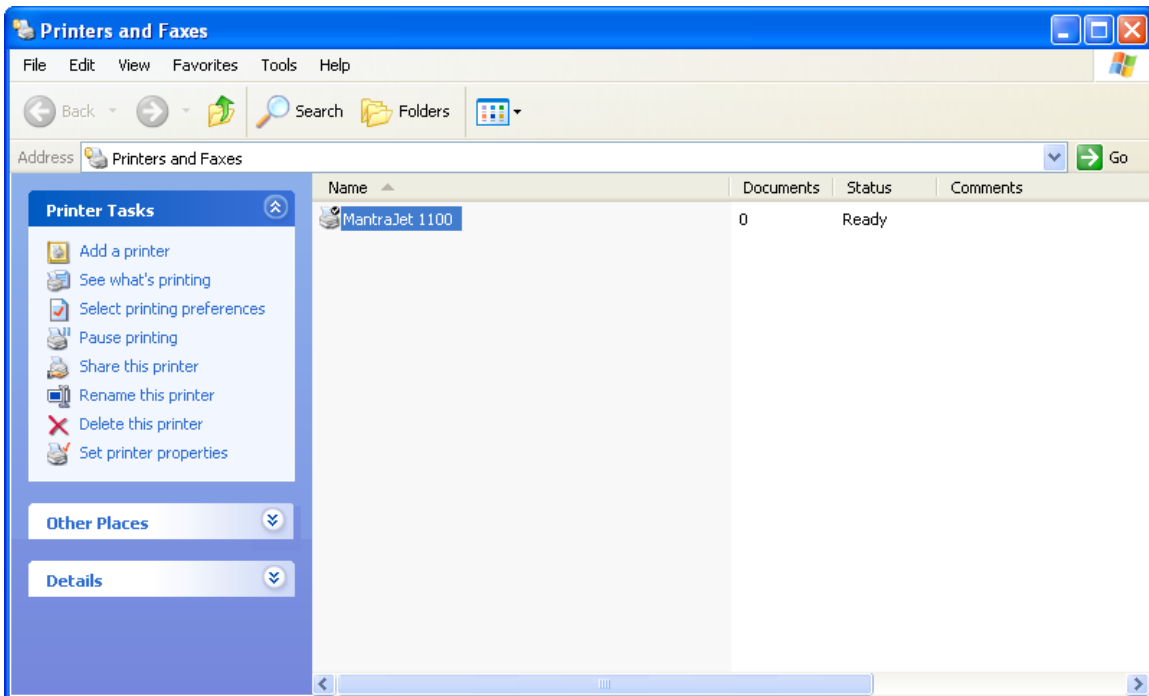 Printers and Faxes
File Edit View Favorites Tools Help
Back Search Folders
Address Printers and Faxes Go
Name Documents Status Comments
MantraJet 1100 0 Ready
Printer Tasks
Add a printer
See what's printing
Select printing preferences
Pause printing
Share this printer
Rename this printer
Delete this printer
Set printer properties
Other Places
Details